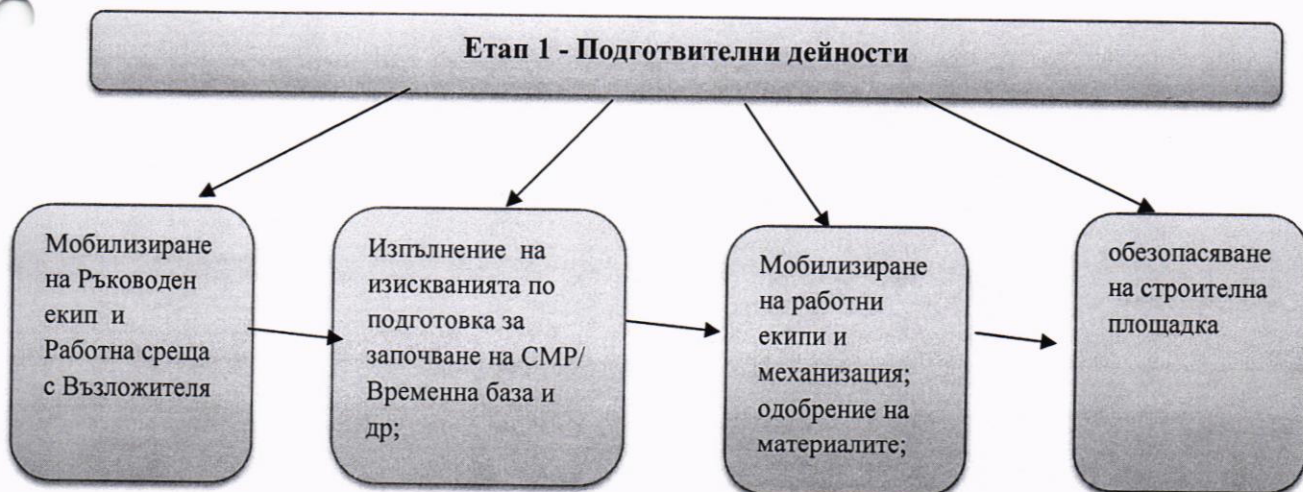 Етап 1 - Подготвителни дейности
Мобилизиране
на Ръководен
екип и
Работна среща
с Възложителя
Изпълнение на
изискванията по
подготовка за
започване на СМР/
Временна база и
др;
Мобилизиране
на работни
екипи и
механизация;
одобрение на
материалите;
обезопасяване
на строителна
площадка